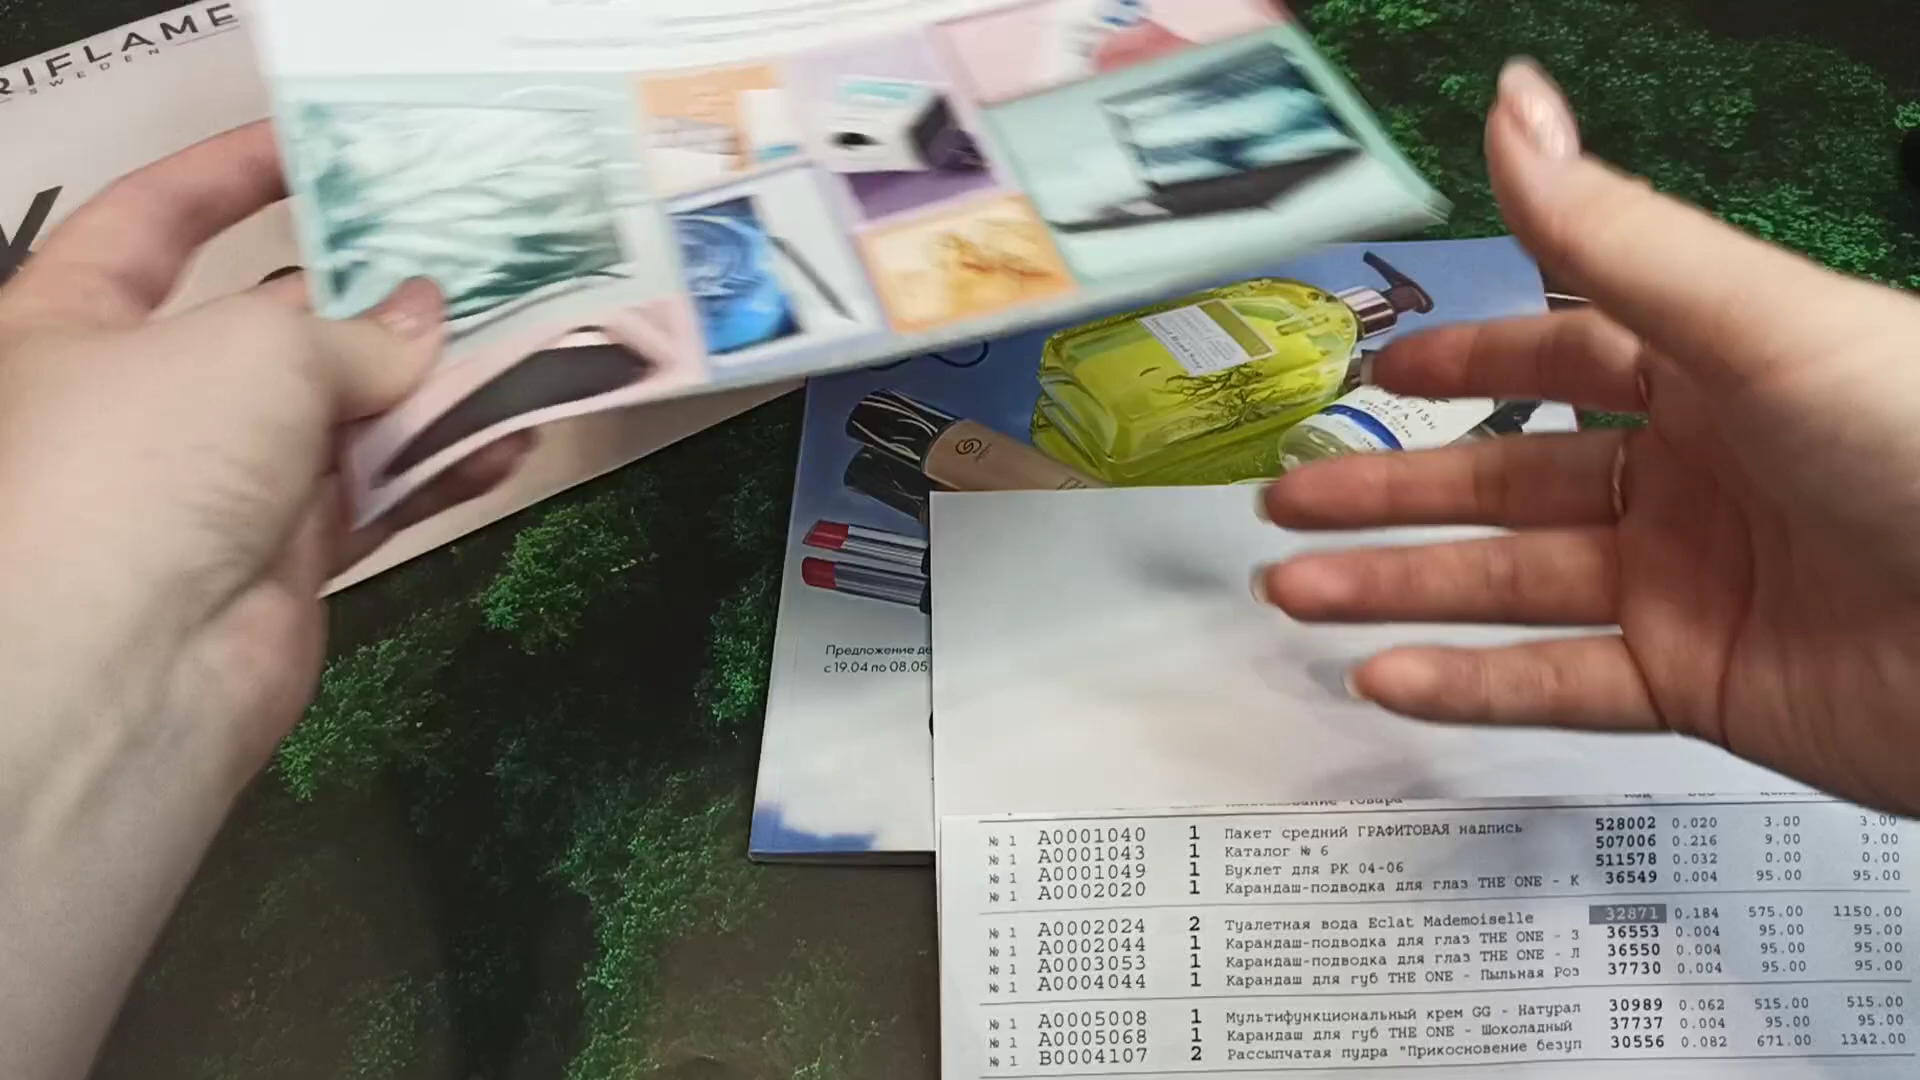 RIFLAME
SWEDEN
Предложение де
с 19.04 по 08.05
№ 1 A0001040 1 Пакет средний ГРАФИТОВАЯ надпись 528002 0.020 3.00 3.00
№ 1 A0001043 1 Каталог № 6 507006 0.216 9.00 9.00
№ 1 A0001049 1 Буклет для РК 04-06 511578 0.032 0.00 0.00
№ 1 A0002020 1 Карандаш-подводка для глаз THE ONE - К 36549 0.004 95.00 95.00
№ 1 A0002024 2 Туалетная вода Eclat Mademoiselle 32871 0.184 575.00 1150.00
№ 1 A0002044 1 Карандаш-подводка для глаз THE ONE - З 36553 0.004 95.00 95.00
№ 1 A0003053 1 Карандаш-подводка для глаз THE ONE - Л 36550 0.004 95.00 95.00
№ 1 A0004044 1 Карандаш для губ THE ONE - Пыльная Роз 37730 0.004 95.00 95.00
№ 1 A0005008 1 Мультифункциональный крем GG - Натурал 30989 0.062 515.00 515.00
№ 1 A0005068 1 Карандаш для губ THE ONE - Шоколадный 37737 0.004 95.00 95.00
№ 1 B0004107 2 Рассыпчатая пудра "Прикосновение безуп 30556 0.082 671.00 1342.00